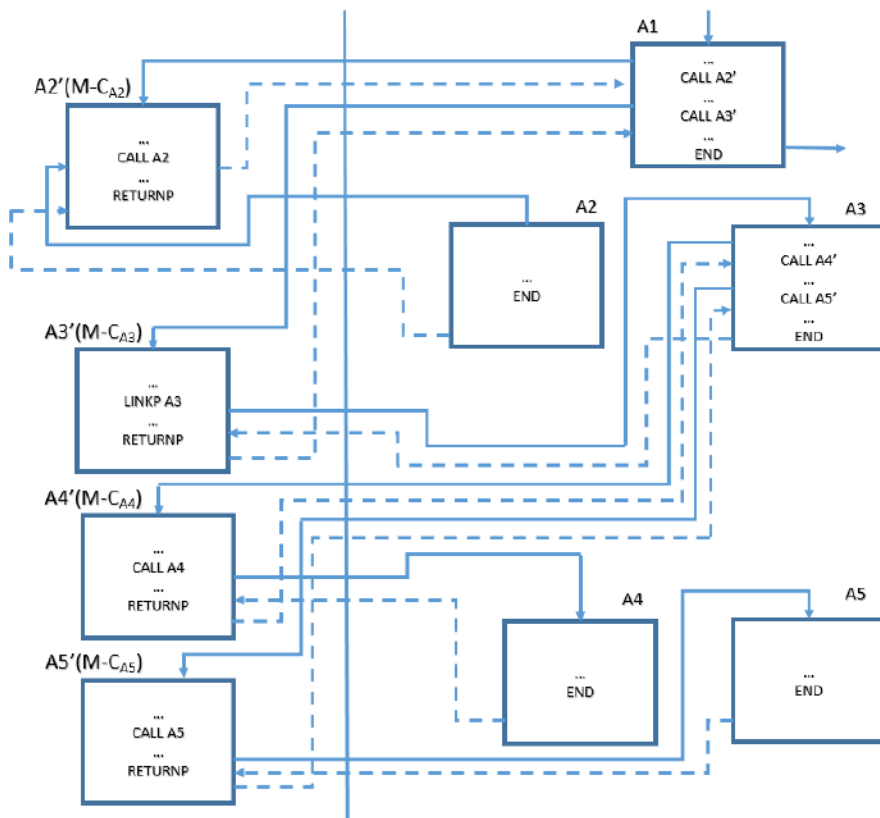 A1
...
CALL A2'
...
CALL A3'
...
END
A2'(M-CA2)
...
CALL A2
...
RETURNP
A2
...
END
A3
...
CALL A4'
...
CALL A5'
...
END
A3'(M-CA3)
...
LINKP A3
...
RETURNP
A4'(M-CA4)
...
CALL A4
...
RETURNP
A4
...
END
A5
...
END
A5'(M-CA5)
...
CALL A5
...
RETURNP